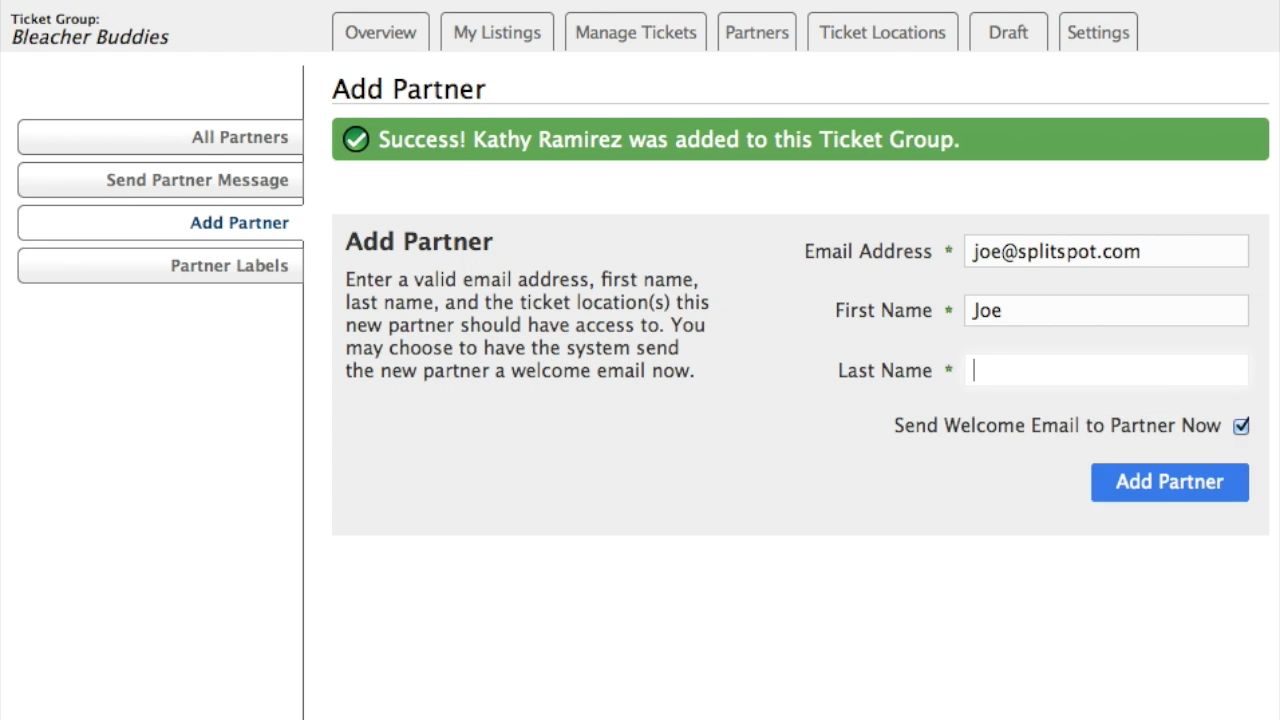 Ticket Group:
Bleacher Buddies
Overview
My Listings
Manage Tickets
Partners
Ticket Locations
Draft
Settings
All Partners
Send Partner Message
Add Partner
Partner Labels
Add Partner
Success! Kathy Ramirez was added to this Ticket Group.
Add Partner
Enter a valid email address, first name,
last name, and the ticket location(s) this
new partner should have access to. You
may choose to have the system send
the new partner a welcome email now.
Email Address * joe@splitspot.com
First Name * Joe
Last Name *
Send Welcome Email to Partner Now
Add Partner